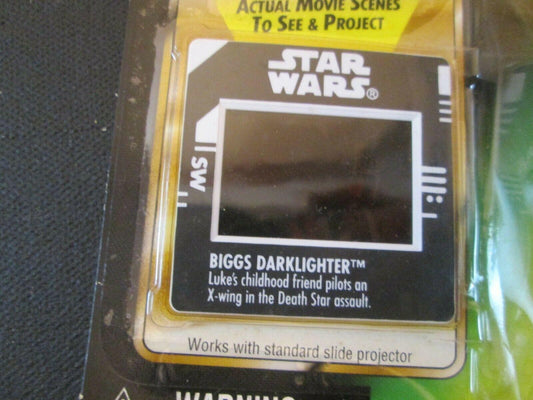 ACTUAL MOVIE SCENES
TO SEE & PROJECT
STAR
WARS®
SW
BIGGS DARKLIGHTER™
Luke's childhood friend pilots an
X-wing in the Death Star assault.
Works with standard slide projector
WARNING